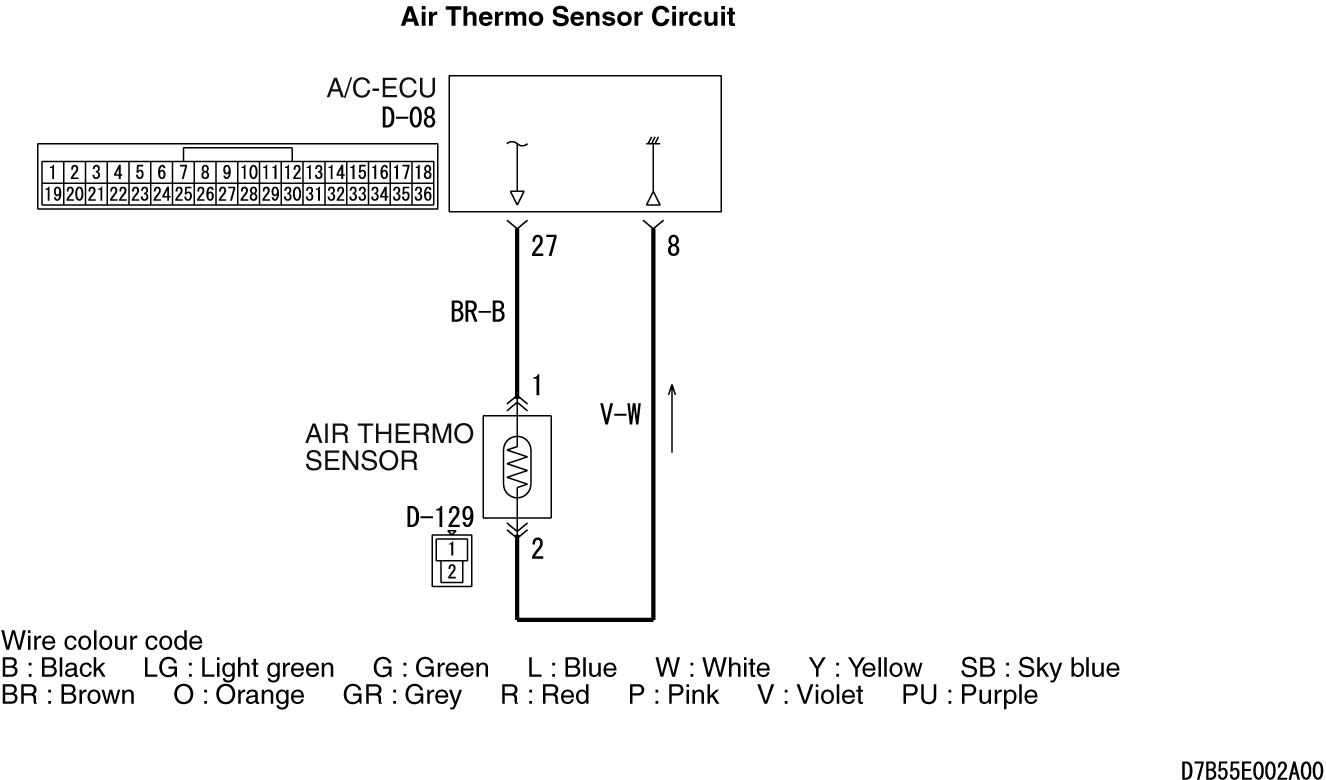 Air Thermo Sensor Circuit
A/C-ECU
D-08
1 2 3 4 5 6 7 8 9 10 11 12 13 14 15 16 17 18
19 20 21 22 23 24 25 26 27 28 29 30 31 32 33 34 35 36
27 8
BR-B
1
V-W
AIR THERMO
SENSOR
D-129
2
1
2
Wire colour code
B : Black LG : Light green G : Green L : Blue W : White Y : Yellow SB : Sky blue
BR : Brown O : Orange GR : Grey R : Red P : Pink V : Violet PU : Purple
D7B55E002A00